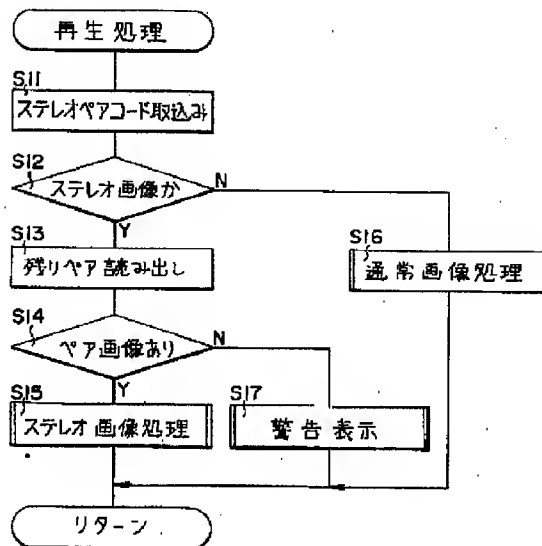 再生処理
S11
ステレオペアコード取込み
S12
ステレオ画像か
N
Y
S13
残りペア読み出し
S16
通常画像処理
S14
ペア画像あり
N
Y
S15
ステレオ画像処理
S17
警告表示
リターン